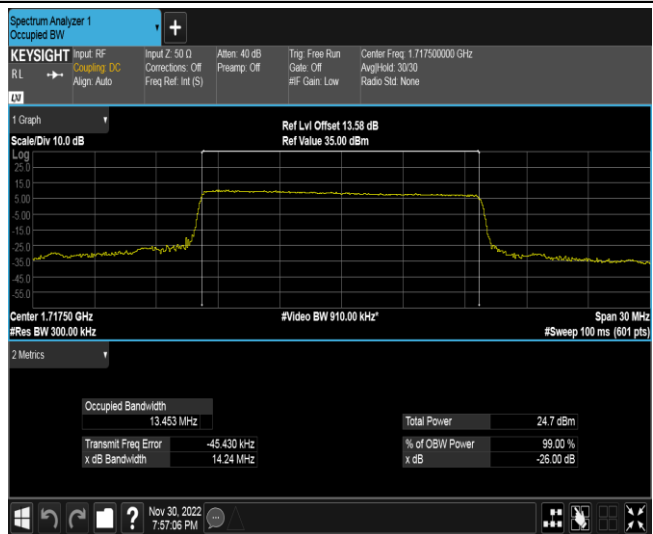 Spectrum Analyzer 1
Occupied BW
+
KEYSIGHT
RL
LXI
Input: RF
Coupling: DC
Align: Auto
Input Z: 50 Ω
Corrections: Off
Freq Ref: Int (S)
Atten: 40 dB
Preamp: Off
Trig: Free Run
Gate: Off
#IF Gain: Low
Center Freq: 1.717500000 GHz
Avg|Hold: 30/30
Radio Std: None
1 Graph
Scale/Div 10.0 dB
Ref Lvl Offset 13.58 dB
Ref Value 35.00 dBm
Log
25.0
15.0
5.00
-5.00
-15.0
-25.0
-35.0
-45.0
-55.0
Center 1.71750 GHz
#Res BW 300.00 kHz
#Video BW 910.00 kHz*
Span 30 MHz
#Sweep 100 ms (601 pts)
2 Metrics
Occupied Bandwidth
13.453 MHz
Transmit Freq Error -45.430 kHz
x dB Bandwidth 14.24 MHz
Total Power 24.7 dBm
% of OBW Power 99.00 %
x dB -26.00 dB
?
Nov 30, 2022
7:57:06 PM